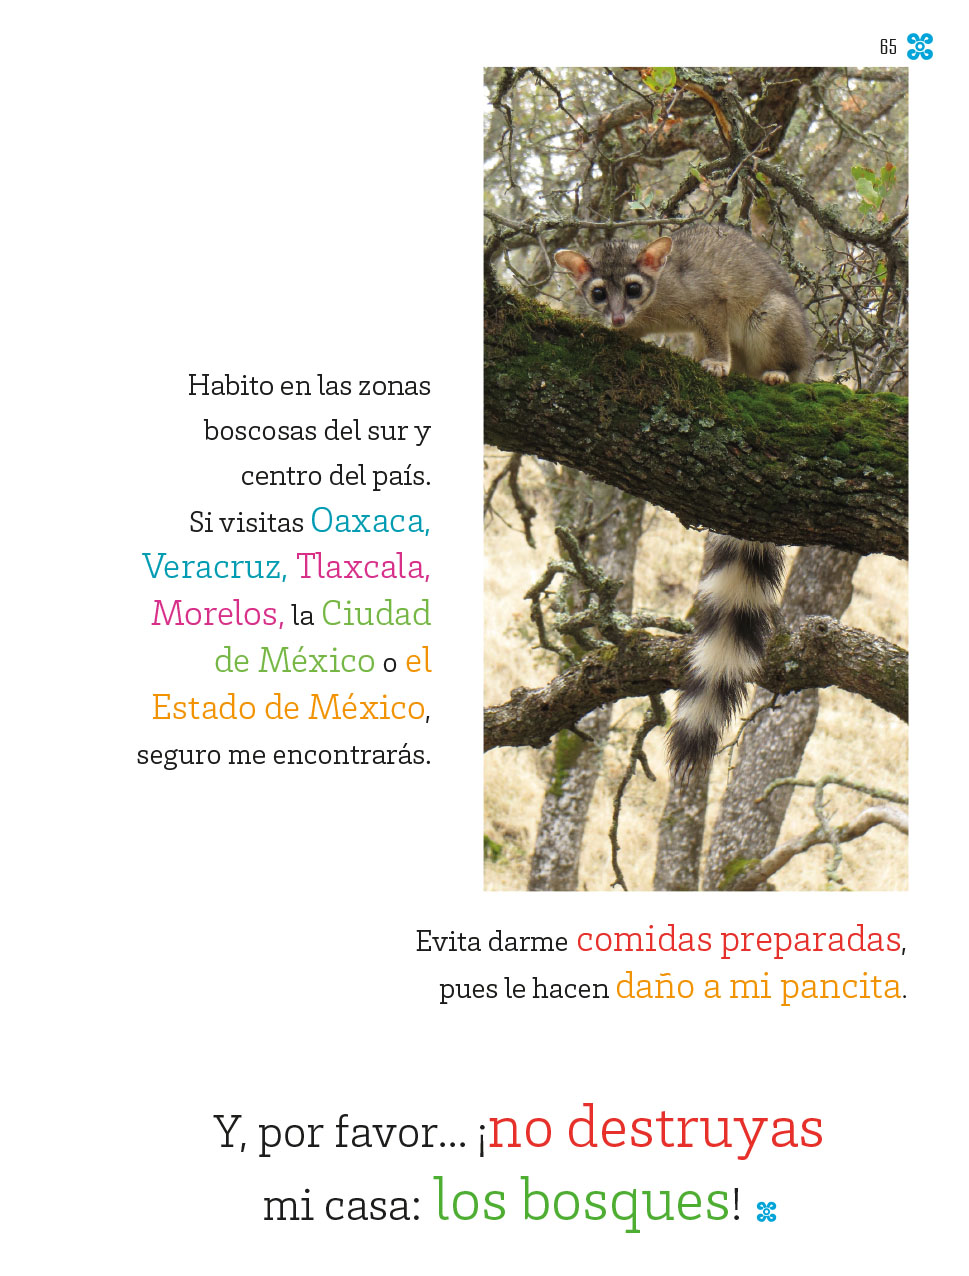 65
Habito en las zonas
boscosas del sur y
centro del país.
Si visitas Oaxaca,
Veracruz, Tlaxcala,
Morelos, la Ciudad
de México o el
Estado de México,
seguro me encontrarás.
Evita darme comidas preparadas,
pues le hacen daño a mi pancita.
Y, por favor... ¡no destruyas
mi casa: los bosques!